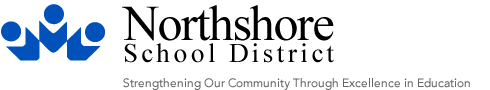 Northshore
School District
Strengthening Our Community Through Excellence in Education